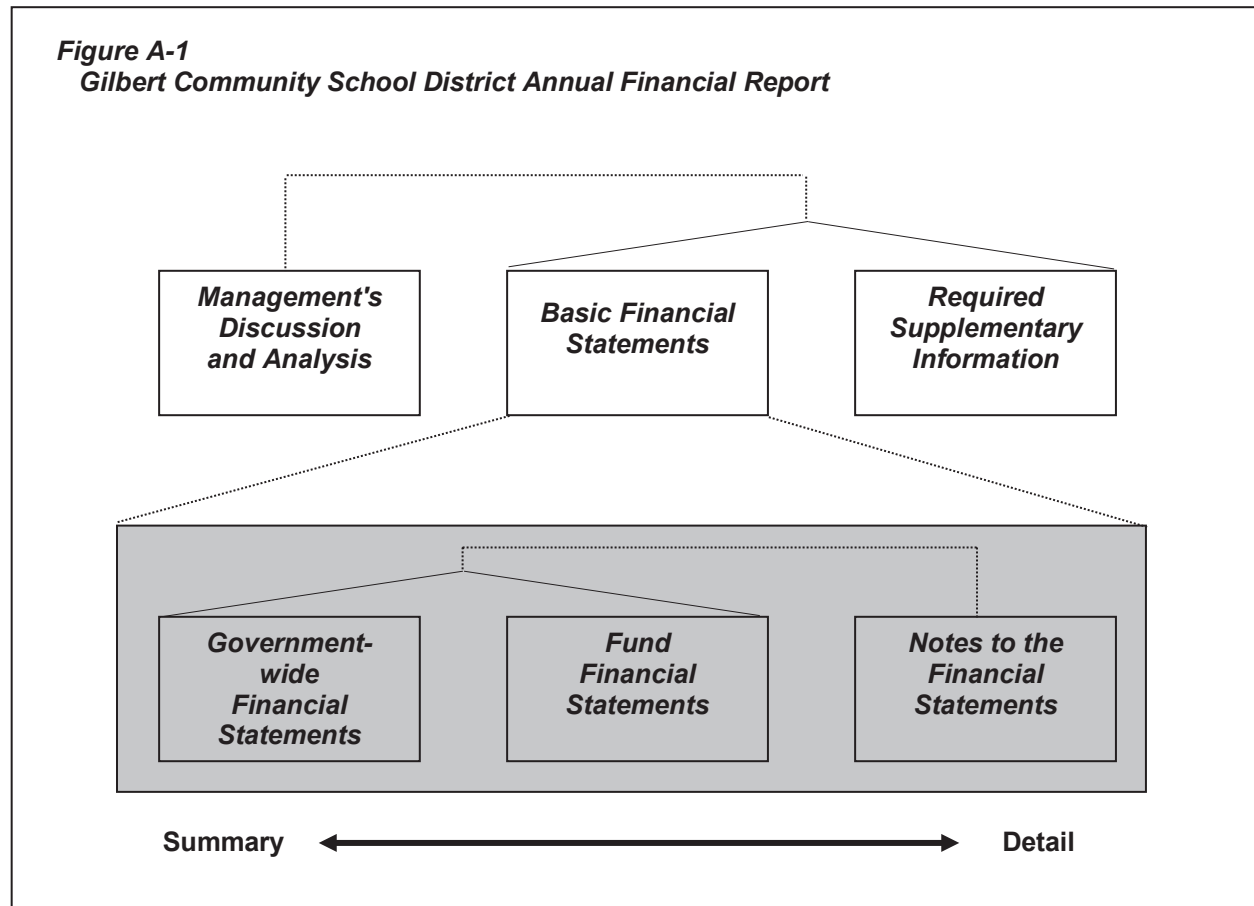 Figure A-1
Gilbert Community School District Annual Financial Report
Management's
Discussion
and Analysis
Basic Financial
Statements
Required
Supplementary
Information
Government-
wide
Financial
Statements
Fund
Financial
Statements
Notes to the
Financial
Statements
Summary
Detail